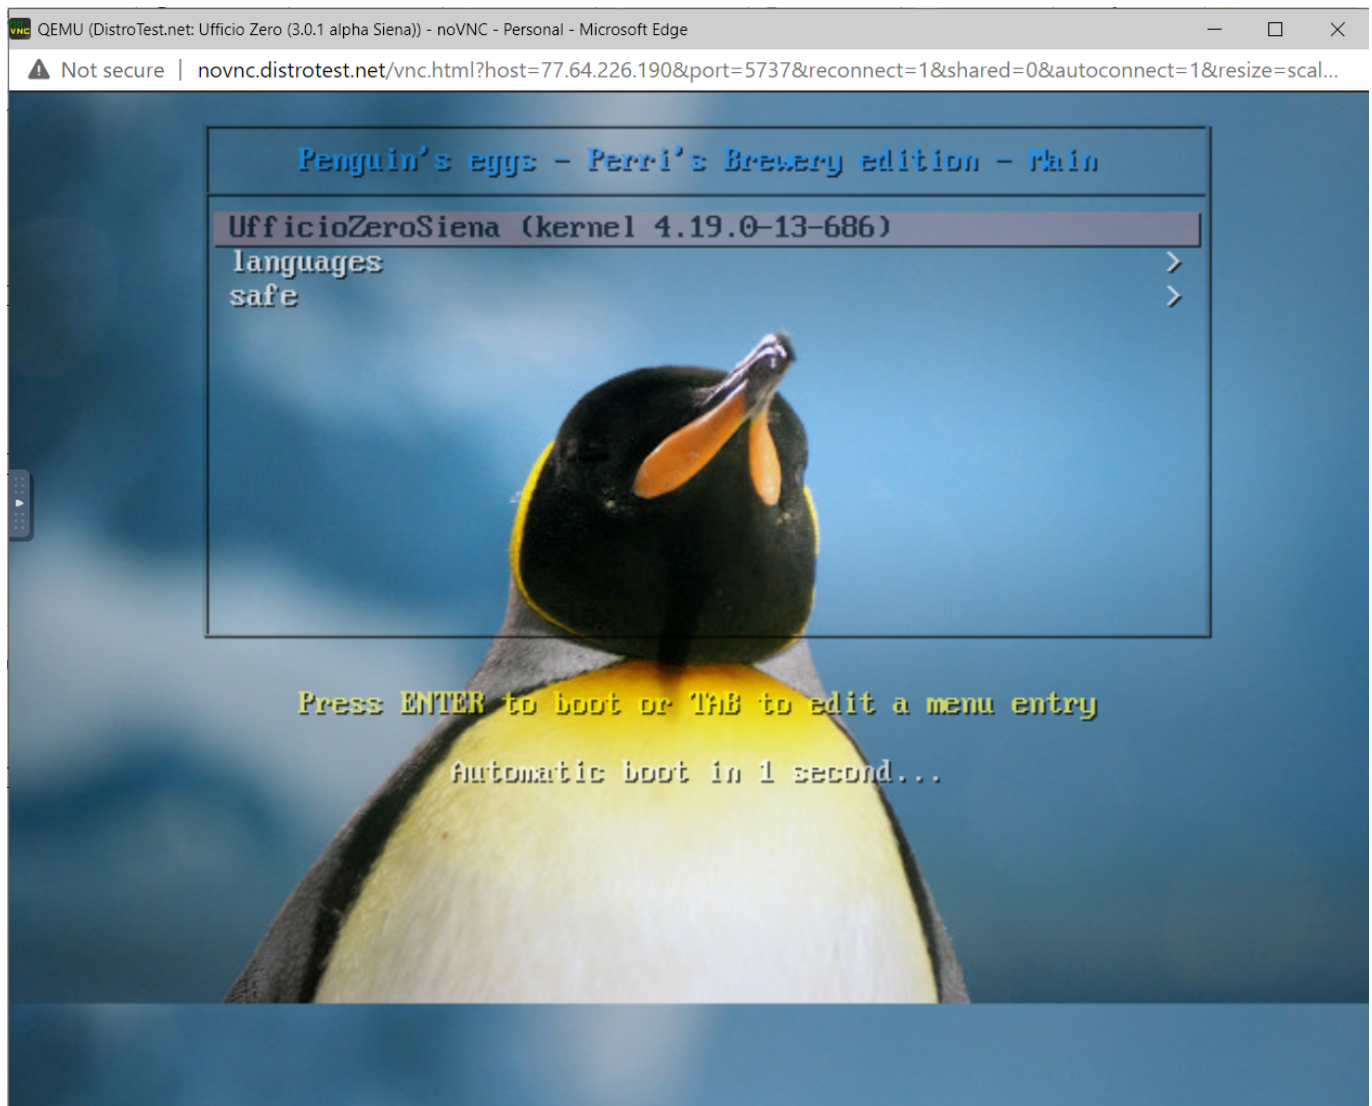 QEMU (DistroTest.net: Ufficio Zero (3.0.1 alpha Siena)) - noVNC - Personal - Microsoft Edge
Not secure | novnc.distrotest.net/vnc.html?host=77.64.226.190&port=5737&reconnect=1&shared=0&autoconnect=1&resize=scal...
Penguin's eggs - Perri's Brewery edition - Main
UfficioZeroSiena (kernel 4.19.0-13-686)
languages >
safe >
Press ENTER to boot or TAB to edit a menu entry
Automatic boot in 1 second...